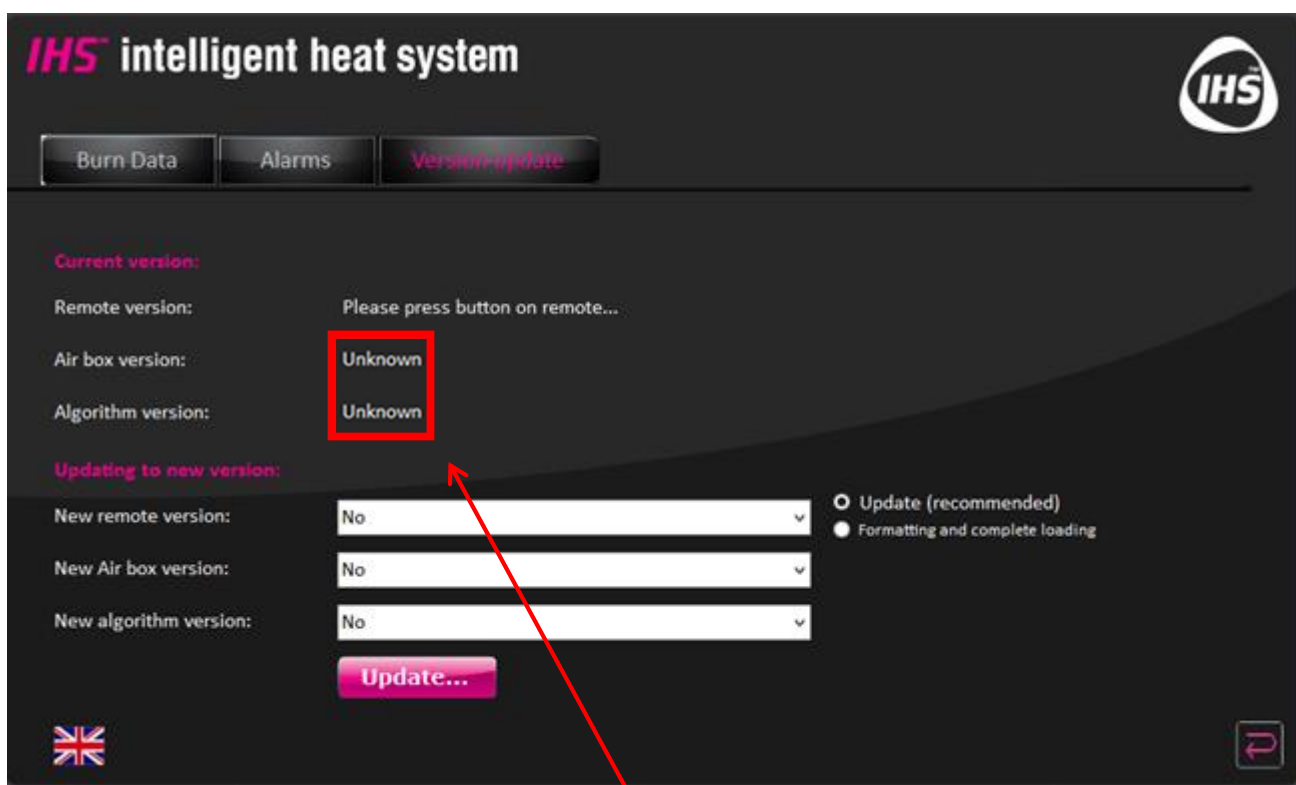 IHS™ intelligent heat system
IHS™
Burn Data Alarms Version update
Current version:
Remote version: Please press button on remote...
Air box version: Unknown
Algorithm version: Unknown
Updating to new version:
New remote version: No
Update (recommended)
Formatting and complete loading
New Air box version: No
New algorithm version: No
Update...